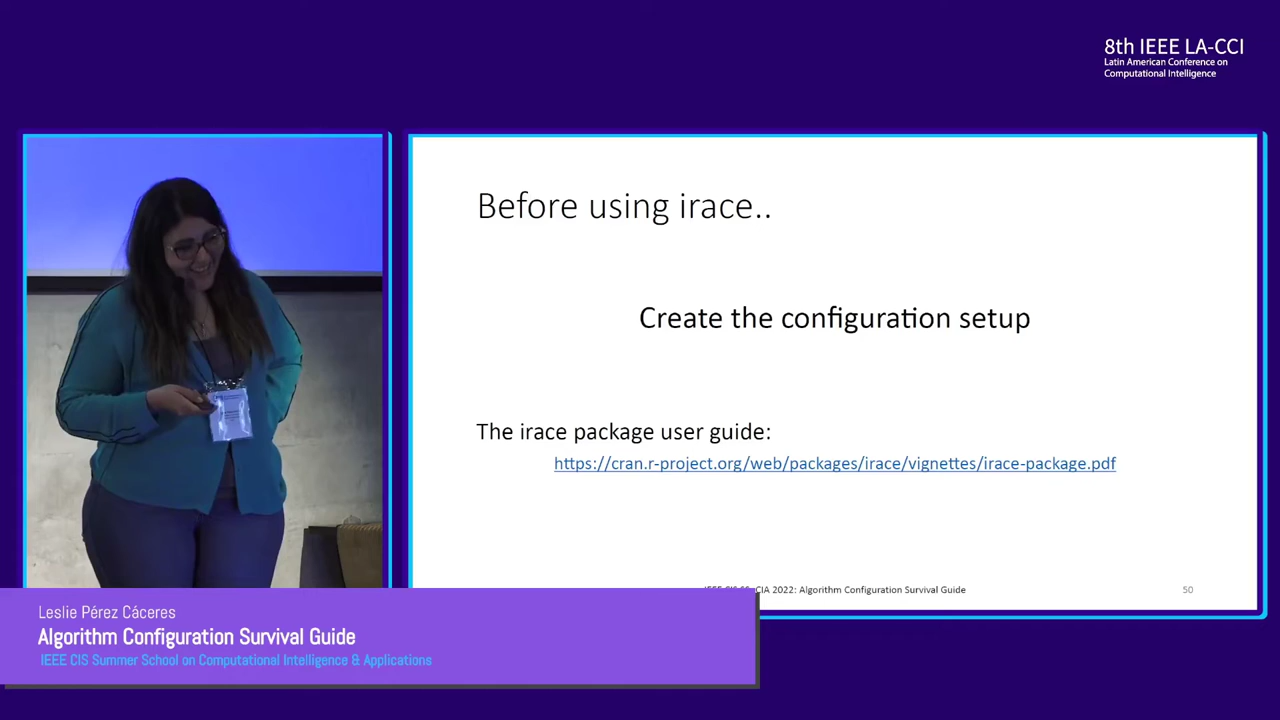 8th IEEE LA-CCI
Latin American Conference on
Computational Intelligence
Before using irace..
Create the configuration setup
The irace package user guide:
https://cran.r-project.org/web/packages/irace/vignettes/irace-package.pdf
CIA 2022: Algorithm Configuration Survival Guide
50
Leslie Pérez Cáceres
Algorithm Configuration Survival Guide
IEEE CIS Summer School on Computational Intelligence & Applications